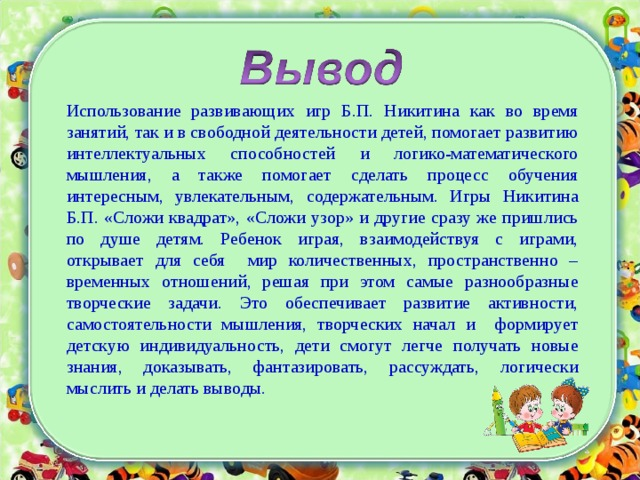 Вывод
Использование развивающих игр Б.П. Никитина как во время
занятий, так и в свободной деятельности детей, помогает развитию
интеллектуальных способностей и логико-математического
мышления, а также помогает сделать процесс обучения
интересным, увлекательным, содержательным. Игры Никитина
Б.П. «Сложи квадрат», «Сложи узор» и другие сразу же пришлись
по душе детям. Ребенок играя, взаимодействуя с играми,
открывает для себя мир количественных, пространственно –
временных отношений, решая при этом самые разнообразные
творческие задачи. Это обеспечивает развитие активности,
самостоятельности мышления, творческих начал и формирует
детскую индивидуальность, дети смогут легче получать новые
знания, доказывать, фантазировать, рассуждать, логически
мыслить и делать выводы.